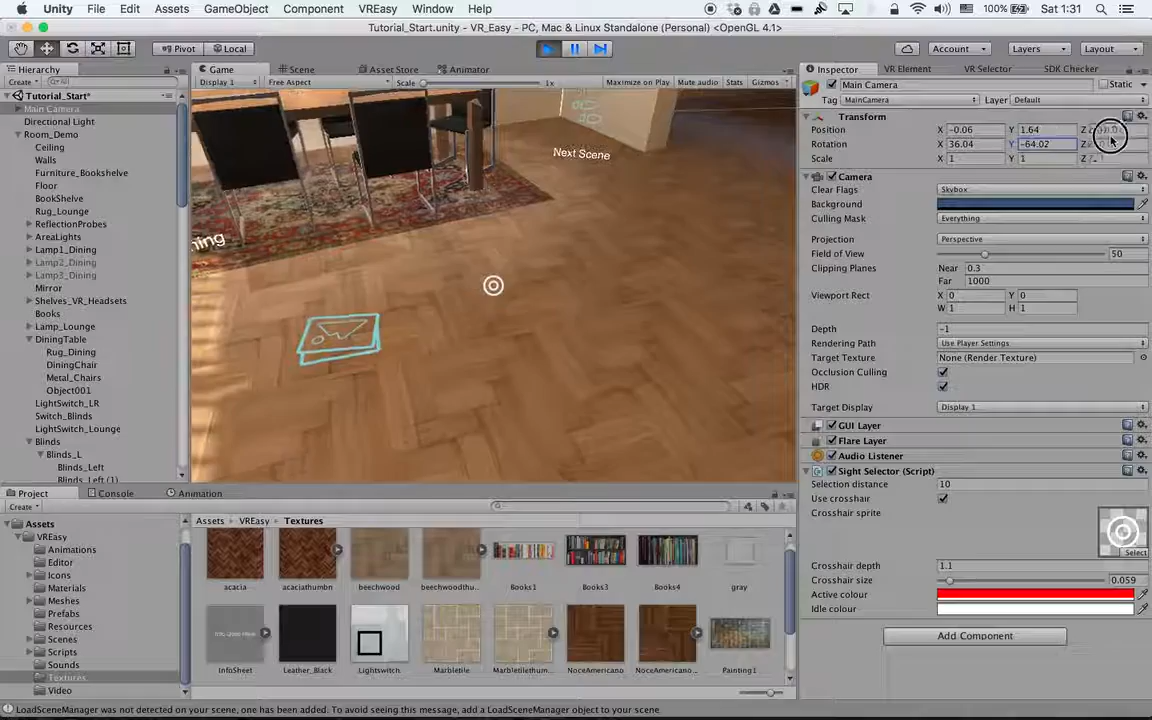 Unity File Edit Assets GameObject Component VREasy Window Help 100% Sat 1:31
Tutorial_Start.unity - VR_Easy - PC, Mac & Linux Standalone (Personal) <OpenGL 4.1>
Pivot Local Account Layers Layout
Hierarchy Game Scene Asset Store Animator Inspector VR Element VR Selector SDK Checker
Create All Display 1 Free Aspect Scale 1x Maximize on Play Mute audio Stats Gizmos
Main Camera Static
Tag MainCamera Layer Default
Tutorial_Start*
Main Camera
Directional Light
Room_Demo
Ceiling
Walls
Furniture_Bookshelve
Floor
BookShelve
Rug_Lounge
ReflectionProbes
AreaLights
Lamp1_Dining
Lamp2_Dining
Lamp3_Dining
Mirror
Shelves_VR_Headsets
Books
Lamp_Lounge
DiningTable
Rug_Dining
DiningChair
Metal_Chairs
Object001
LightSwitch_LR
Switch_Blinds
LightSwitch_Lounge
Blinds
Blinds_L
Blinds_Left
Blinds_Left (1)
Next Scene
ning
Transform
Position X -0.06 Y 1.64 Z
Rotation X 36.04 Y -64.02 Z
Scale X 1 Y 1 Z
Camera
Clear Flags Skybox
Background
Culling Mask Everything
Projection Perspective
Field of View 50
Clipping Planes Near 0.3
Far 1000
Viewport Rect X 0 Y 0
W 1 H 1
Depth -1
Rendering Path Use Player Settings
Target Texture None (Render Texture)
Occlusion Culling
HDR
Target Display Display 1
GUI Layer
Flare Layer
Audio Listener
Sight Selector (Script)
Selection distance 10
Use crosshair
Crosshair sprite
Select
Crosshair depth 1.1
Crosshair size 0.059
Active colour
Idle colour
Add Component
Project Console Animation
Create
Assets
VREasy
Animations
Editor
Icons
Materials
Meshes
Prefabs
Resources
Scenes
Scripts
Sounds
Textures
Video
Assets VREasy Textures
acacia acaciathumbn beechwood beechwoodthu... Books1 Books3 Books4 gray
InfoSheet Leather_Black Lightswitch Marbletile Marbletilethum... NoceAmericano NoceAmericano... Painting1
LoadSceneManager was not detected on your scene, one has been added. To avoid seeing this message, add a LoadSceneManager object to your scene